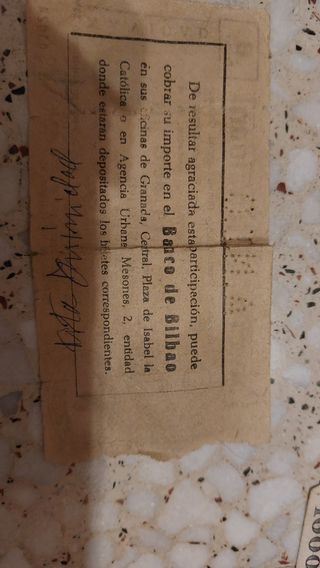 De resultar agraciada esta participación, puede
cobrar su importe en el Banco de Bilbao
en sus oficinas de Granada, Central, Plaza de Isabel la
Católica o en Agencia Urbana Mesones, 2, entidad
donde estarán depositados los billetes correspondientes.
1000